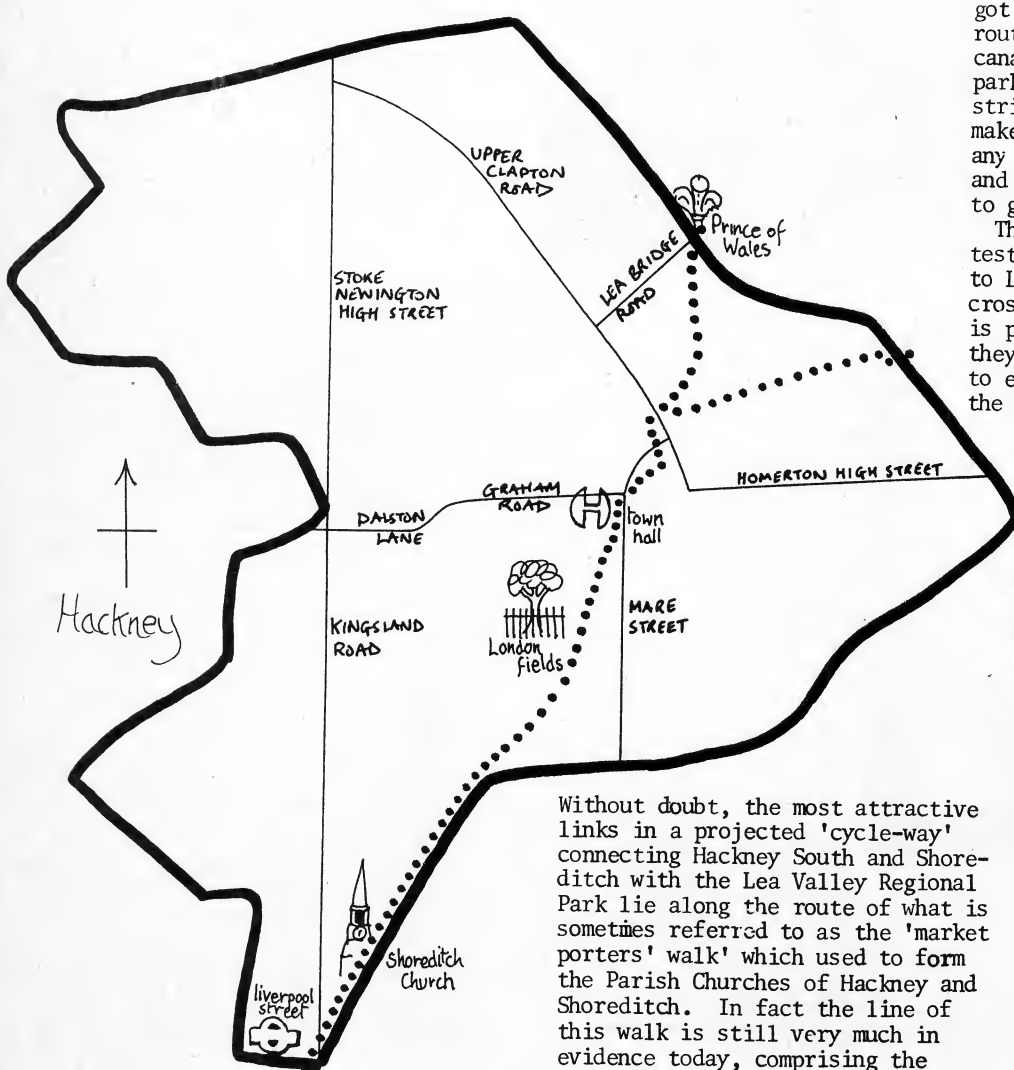 got
rout
cana
park
stri
make
any
and
to g
Th
test
to L
cros
is p
they
to e
the
UPPER
CLAPTON
ROAD
Prince of
Wales
LEA BRIDGE
ROAD
STOKE
NEWINGTON
HIGH STREET
HOMERTON HIGH STREET
GRAHAM
ROAD
DALSTON
LANE
H
town
hall
Hackney
KINGSLAND
ROAD
MARE
STREET
London
fields
Shoreditch
Church
liverpool
street
Without doubt, the most attractive
links in a projected 'cycle-way'
connecting Hackney South and Shore-
ditch with the Lea Valley Regional
Park lie along the route of what is
sometmes referred to as the 'market
porters' walk' which used to form
the Parish Churches of Hackney and
Shoreditch. In fact the line of
this walk is still very much in
evidence today, comprising the